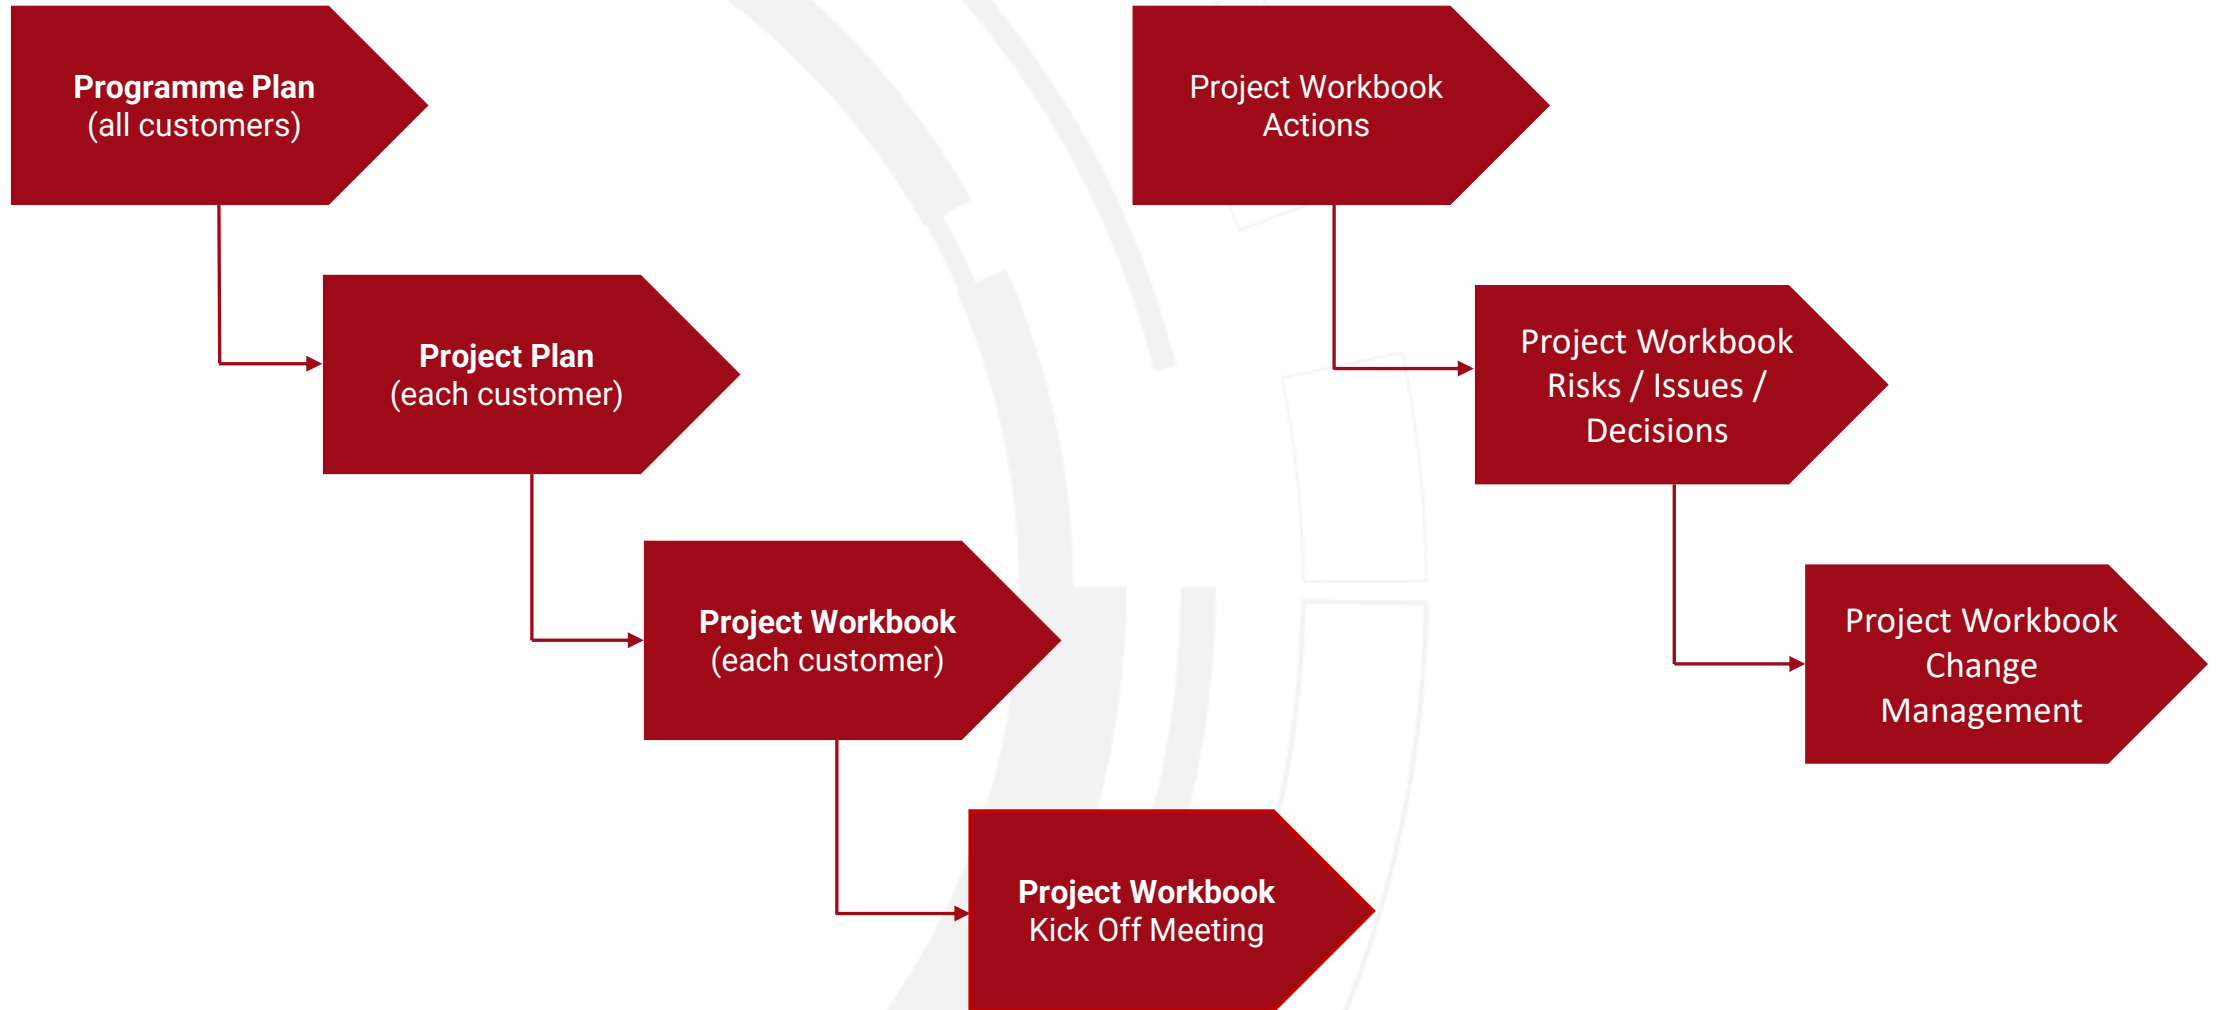 Programme Plan
(all customers)
Project Plan
(each customer)
Project Workbook
(each customer)
Project Workbook
Kick Off Meeting
Project Workbook
Actions
Project Workbook
Risks / Issues /
Decisions
Project Workbook
Change
Management